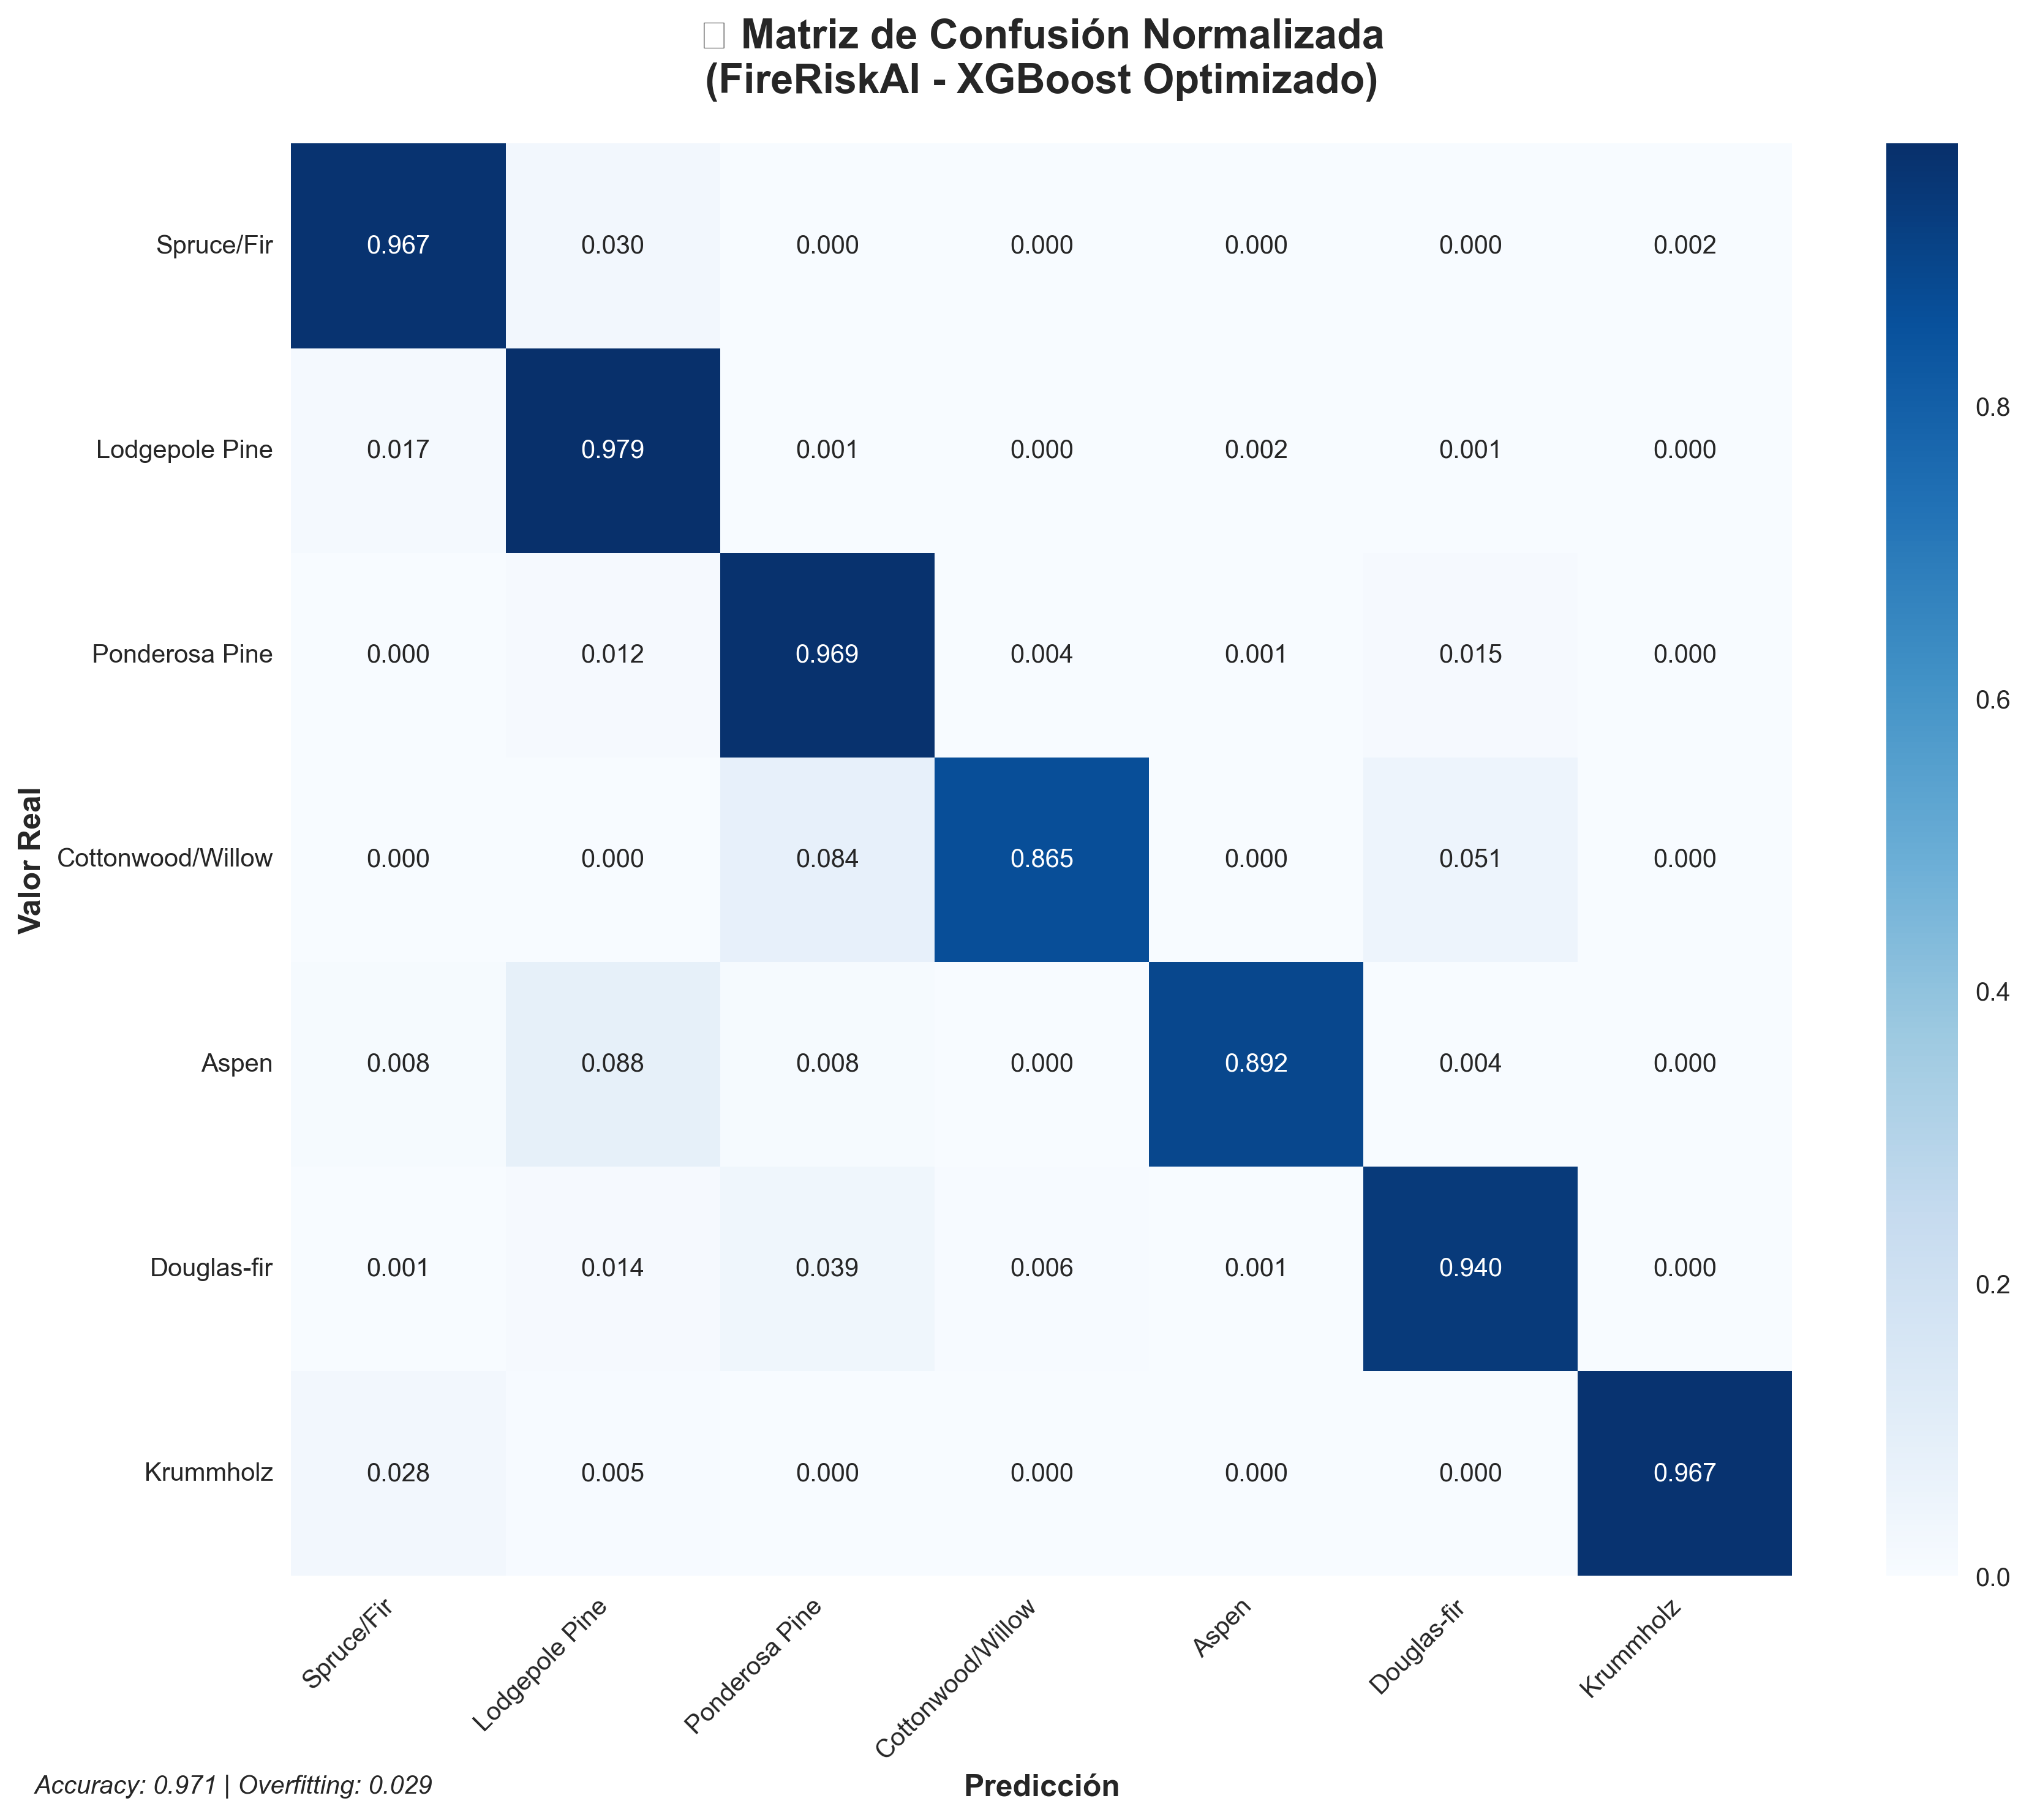 Matriz de Confusión Normalizada
(FireRiskAI - XGBoost Optimizado)
Spruce/Fir 0.967 0.030 0.000 0.000 0.000 0.000 0.002
Lodgepole Pine 0.017 0.979 0.001 0.000 0.002 0.001 0.000
Ponderosa Pine 0.000 0.012 0.969 0.004 0.001 0.015 0.000
Cottonwood/Willow 0.000 0.000 0.084 0.865 0.000 0.051 0.000
Aspen 0.008 0.088 0.008 0.000 0.892 0.004 0.000
Douglas-fir 0.001 0.014 0.039 0.006 0.001 0.940 0.000
Krummholz 0.028 0.005 0.000 0.000 0.000 0.000 0.967
Valor Real
Spruce/Fir Lodgepole Pine Ponderosa Pine Cottonwood/Willow Aspen Douglas-fir Krummholz
Predicción
0.8
0.6
0.4
0.2
0.0
Accuracy: 0.971 | Overfitting: 0.029